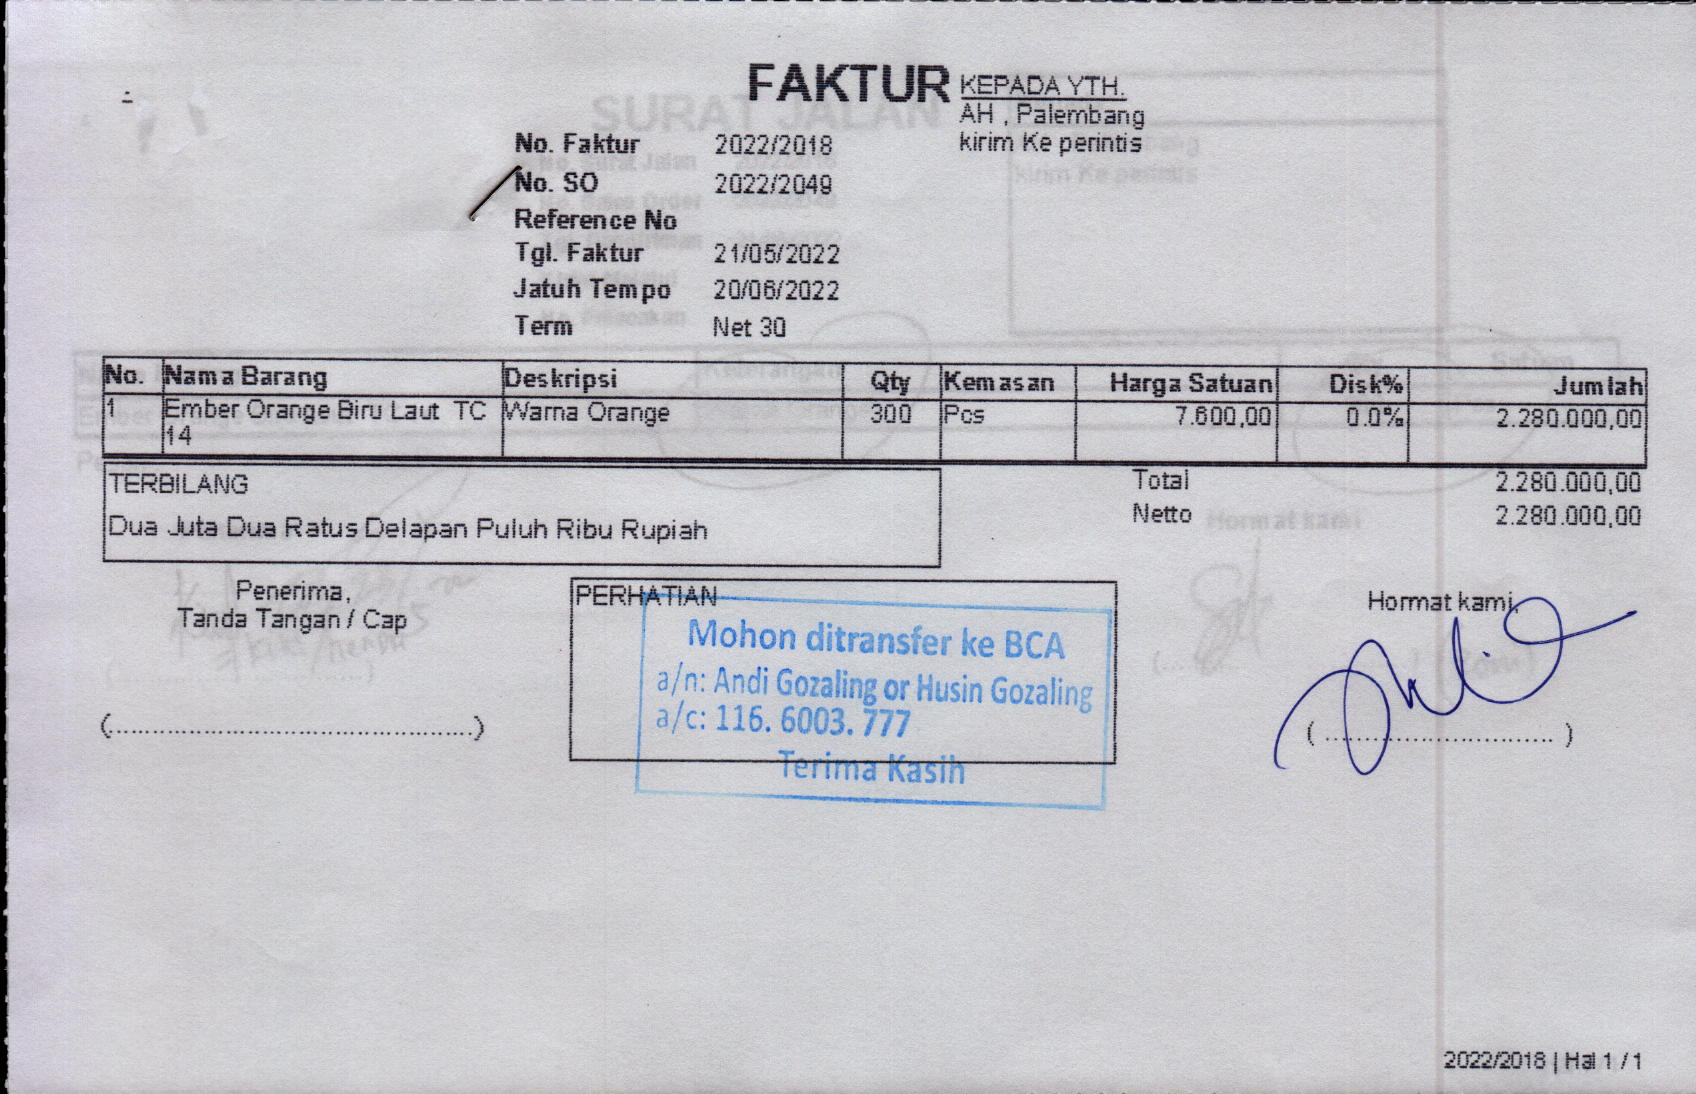 FAKTUR
KEPADA YTH.
AH , Palembang
kirim Ke perintis
No. Faktur 2022/2018
No. SO 2022/2049
Reference No
Tgl. Faktur 21/05/2022
Jatuh Tempo 20/06/2022
Term Net 30
No. Nama Barang Deskripsi Qty Kemasan Harga Satuan Disk% Jumlah
1 Ember Orange Biru Laut TC 14 Warna Orange 300 Pcs 7.600,00 0.0% 2.280.000,00
Total 2.280.000,00
Netto 2.280.000,00
TERBILANG
Dua Juta Dua Ratus Delapan Puluh Ribu Rupiah
Penerima,
Tanda Tangan / Cap
(..................................................)
PERHATIAN
Mohon ditransfer ke BCA
a/n: Andi Gozaling or Husin Gozaling
a/c: 116. 6003. 777
Terima Kasih
Hormat kami,
( ............................... )
2022/2018 | Hal 1 / 1